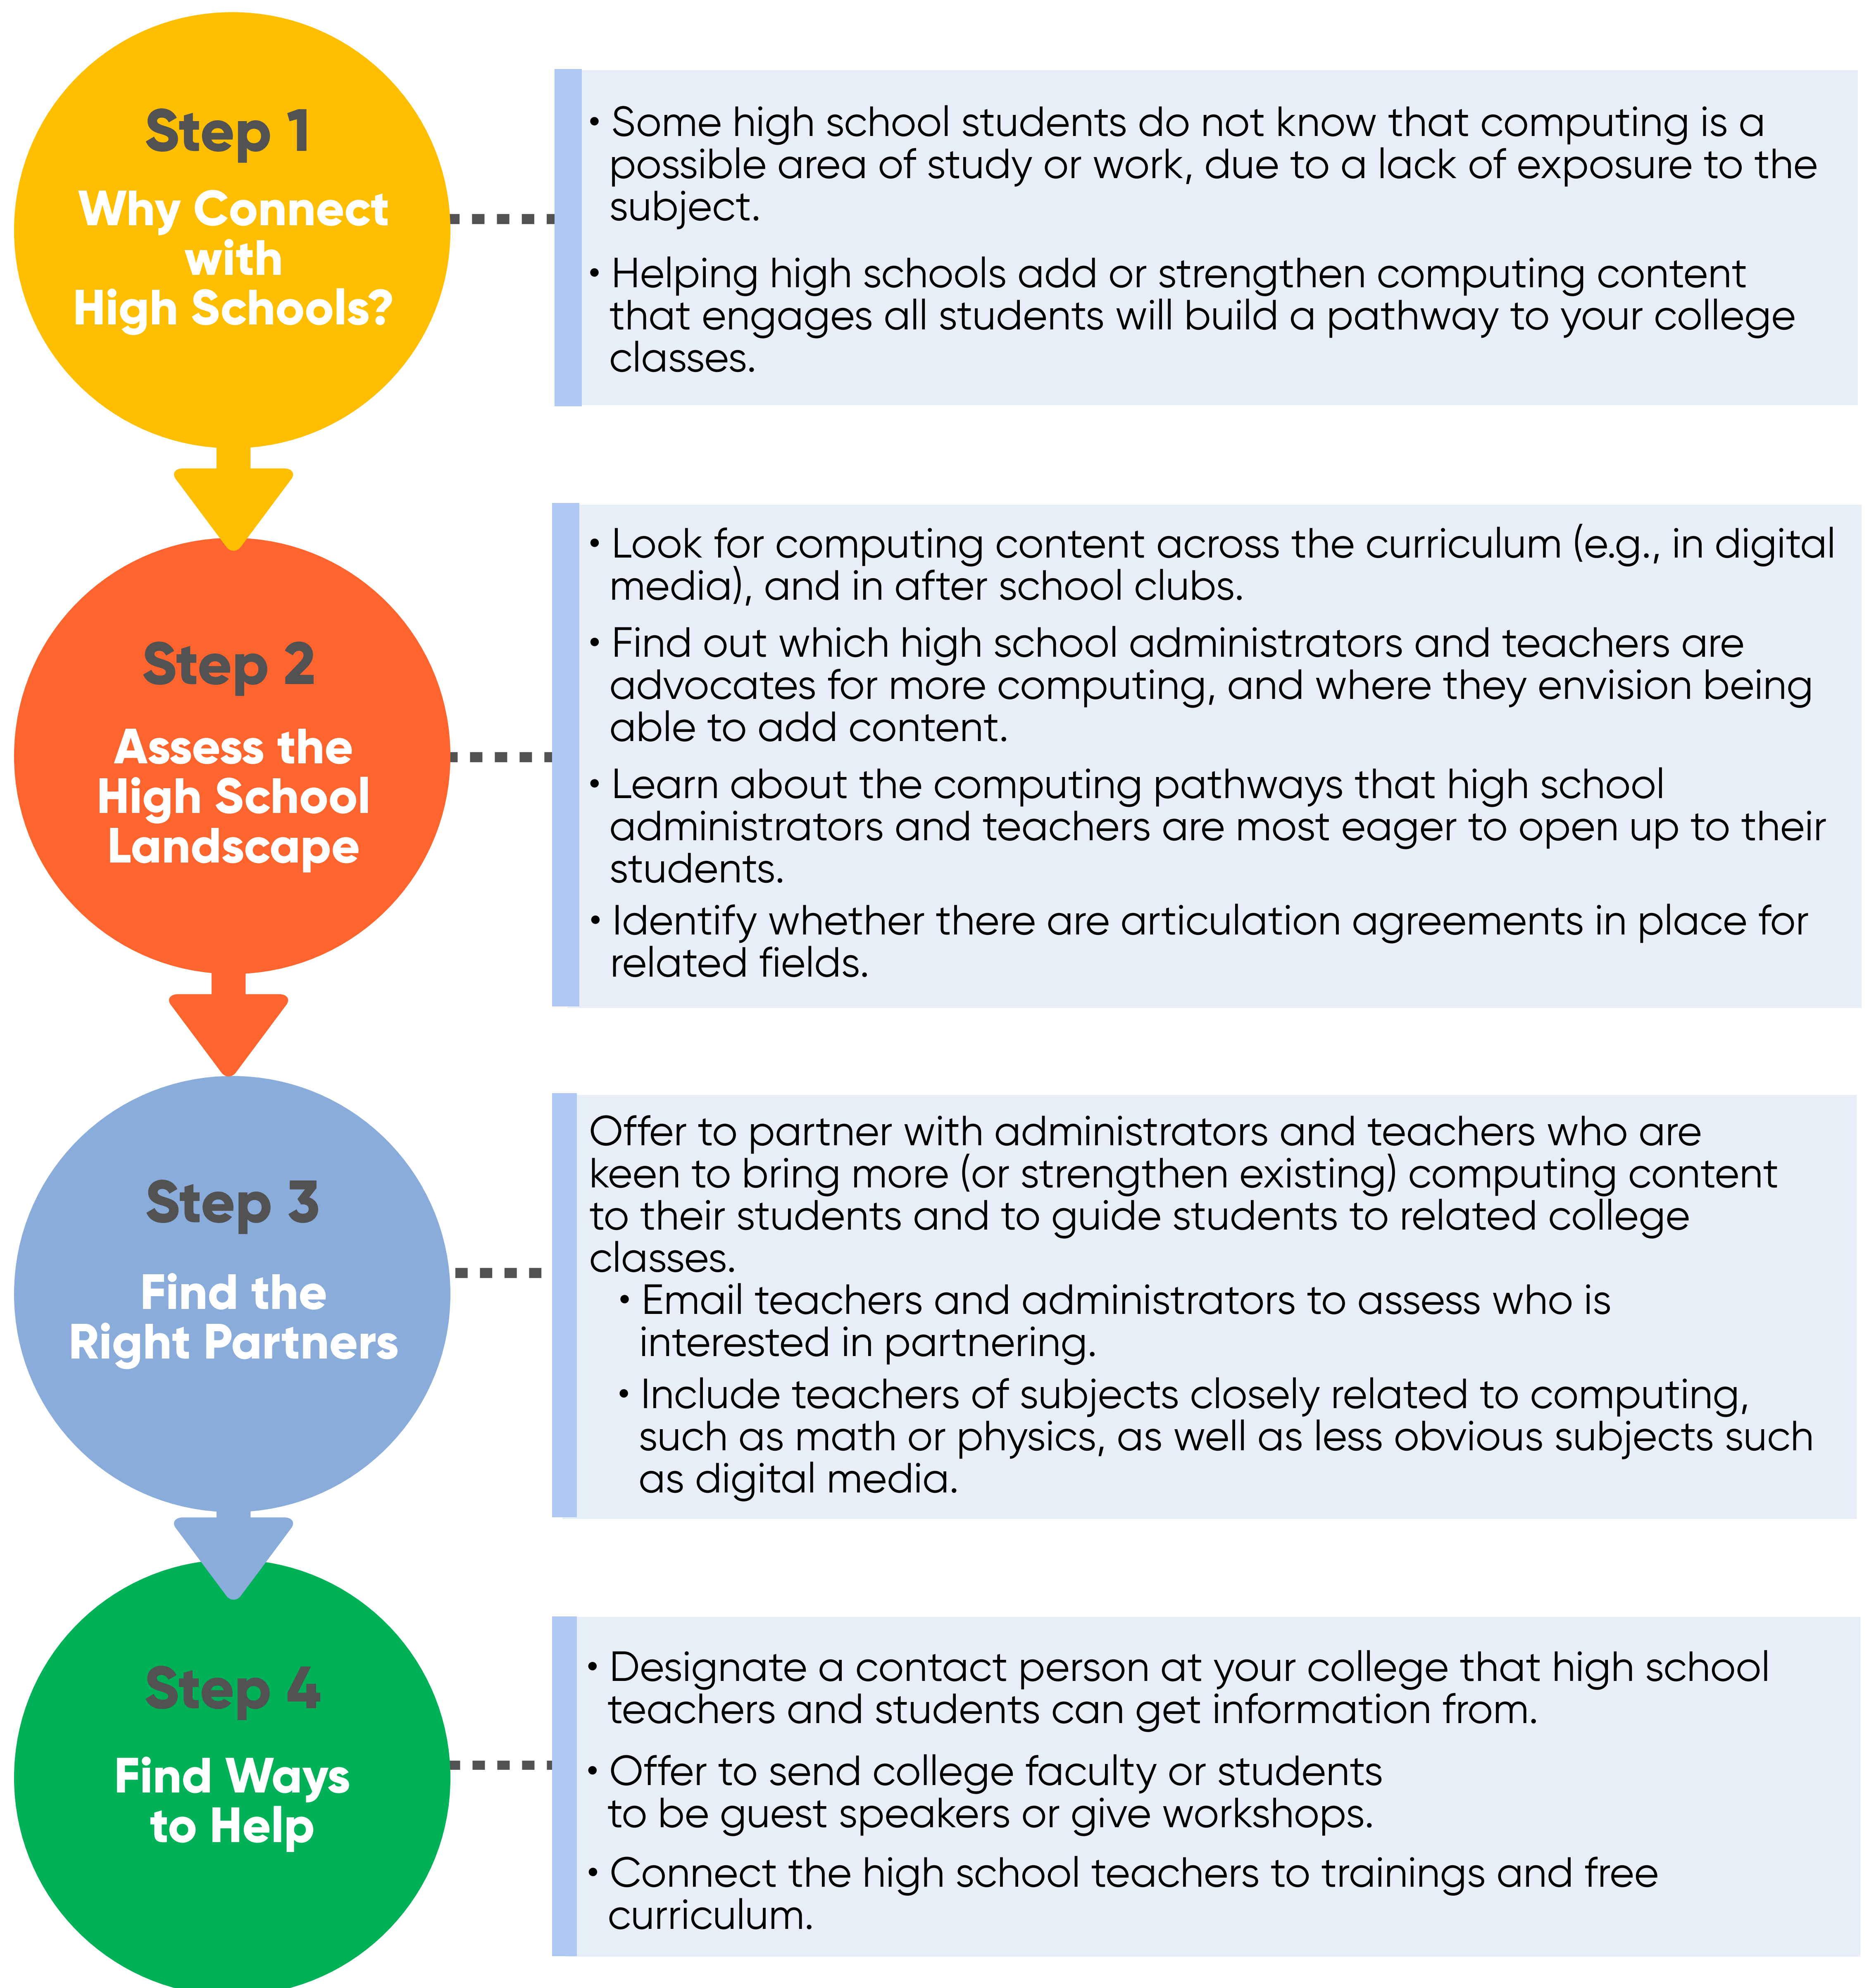 Step 1
Why Connect
with
High Schools?
• Some high school students do not know that computing is a
possible area of study or work, due to a lack of exposure to the
subject.
• Helping high schools add or strengthen computing content
that engages all students will build a pathway to your college
classes.
Step 2
Assess the
High School
Landscape
• Look for computing content across the curriculum (e.g., in digital
media), and in after school clubs.
• Find out which high school administrators and teachers are
advocates for more computing, and where they envision being
able to add content.
• Learn about the computing pathways that high school
administrators and teachers are most eager to open up to their
students.
• Identify whether there are articulation agreements in place for
related fields.
Step 3
Find the
Right Partners
Offer to partner with administrators and teachers who are
keen to bring more (or strengthen existing) computing content
to their students and to guide students to related college
classes.
• Email teachers and administrators to assess who is
interested in partnering.
• Include teachers of subjects closely related to computing,
such as math or physics, as well as less obvious subjects such
as digital media.
Step 4
Find Ways
to Help
• Designate a contact person at your college that high school
teachers and students can get information from.
• Offer to send college faculty or students
to be guest speakers or give workshops.
• Connect the high school teachers to trainings and free
curriculum.